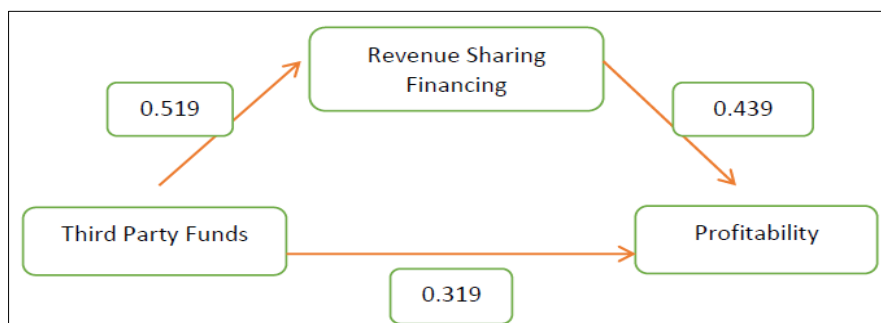 Revenue Sharing
Financing
0.519
0.439
Third Party Funds
Profitability
0.319